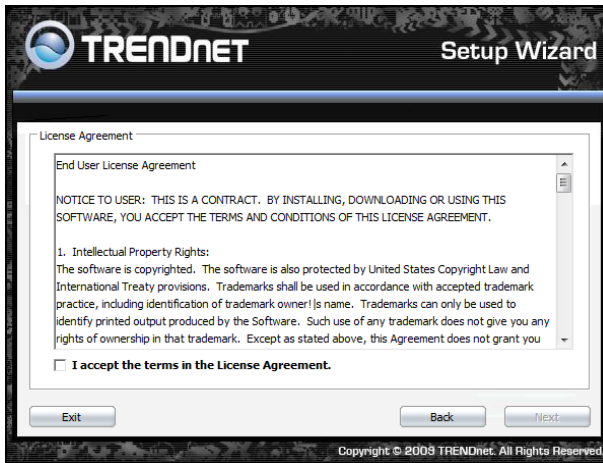 TRENDNET
Setup Wizard
License Agreement
End User License Agreement
NOTICE TO USER:  THIS IS A CONTRACT.  BY INSTALLING, DOWNLOADING OR USING THIS
SOFTWARE, YOU ACCEPT THE TERMS AND CONDITIONS OF THIS LICENSE AGREEMENT.
1.  Intellectual Property Rights:
The software is copyrighted.  The software is also protected by United States Copyright Law and
International Treaty provisions.  Trademarks shall be used in accordance with accepted trademark
practice, including identification of trademark owner!|s name.  Trademarks can only be used to
identify printed output produced by the Software.  Such use of any trademark does not give you any
rights of ownership in that trademark.  Except as stated above, this Agreement does not grant you
I accept the terms in the License Agreement.
Exit
Back
Next
Copyright © 2009 TRENDnet. All Rights Reserved